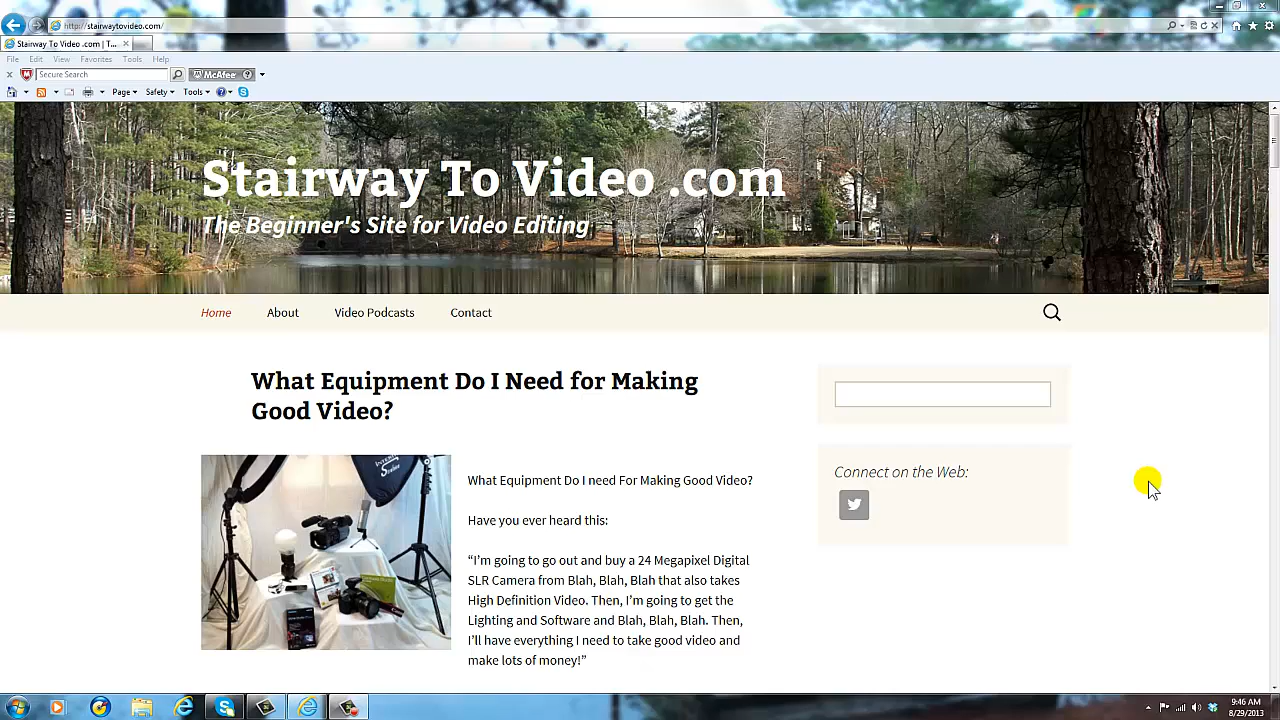 http://stairwaytovideo.com/
Stairway To Video .com | T...
File Edit View Favorites Tools Help
Secure Search McAfee
Page Safety Tools
Stairway To Video .com
The Beginner's Site for Video Editing
Home About Video Podcasts Contact
What Equipment Do I Need for Making
Good Video?
What Equipment Do I need For Making Good Video?
Have you ever heard this:
“I’m going to go out and buy a 24 Megapixel Digital
SLR Camera from Blah, Blah, Blah that also takes
High Definition Video. Then, I’m going to get the
Lighting and Software and Blah, Blah, Blah. Then,
I’ll have everything I need to take good video and
make lots of money!”
Connect on the Web:
9:46 AM
8/29/2013